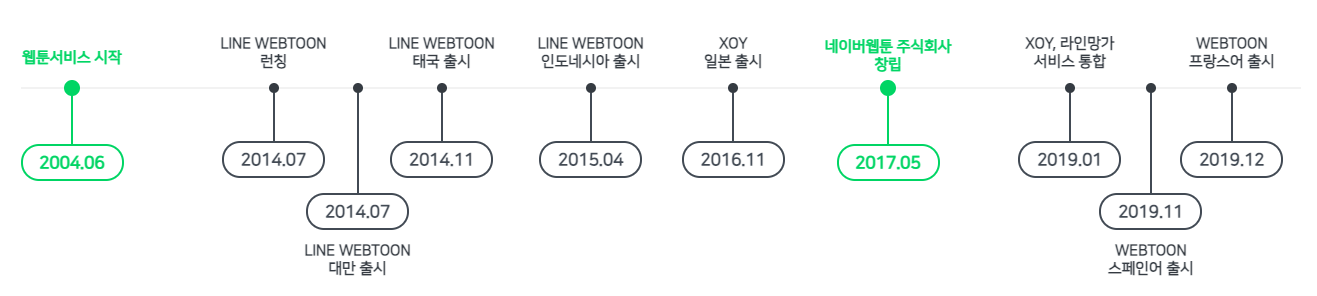 웹툰서비스 시작
2004.06
LINE WEBTOON
런칭
2014.07
2014.07
LINE WEBTOON
대만 출시
LINE WEBTOON
태국 출시
2014.11
LINE WEBTOON
인도네시아 출시
2015.04
XOY
일본 출시
2016.11
네이버웹툰 주식회사
창립
2017.05
XOY, 라인망가
서비스 통합
2019.01
2019.11
WEBTOON
스페인어 출시
WEBTOON
프랑스어 출시
2019.12